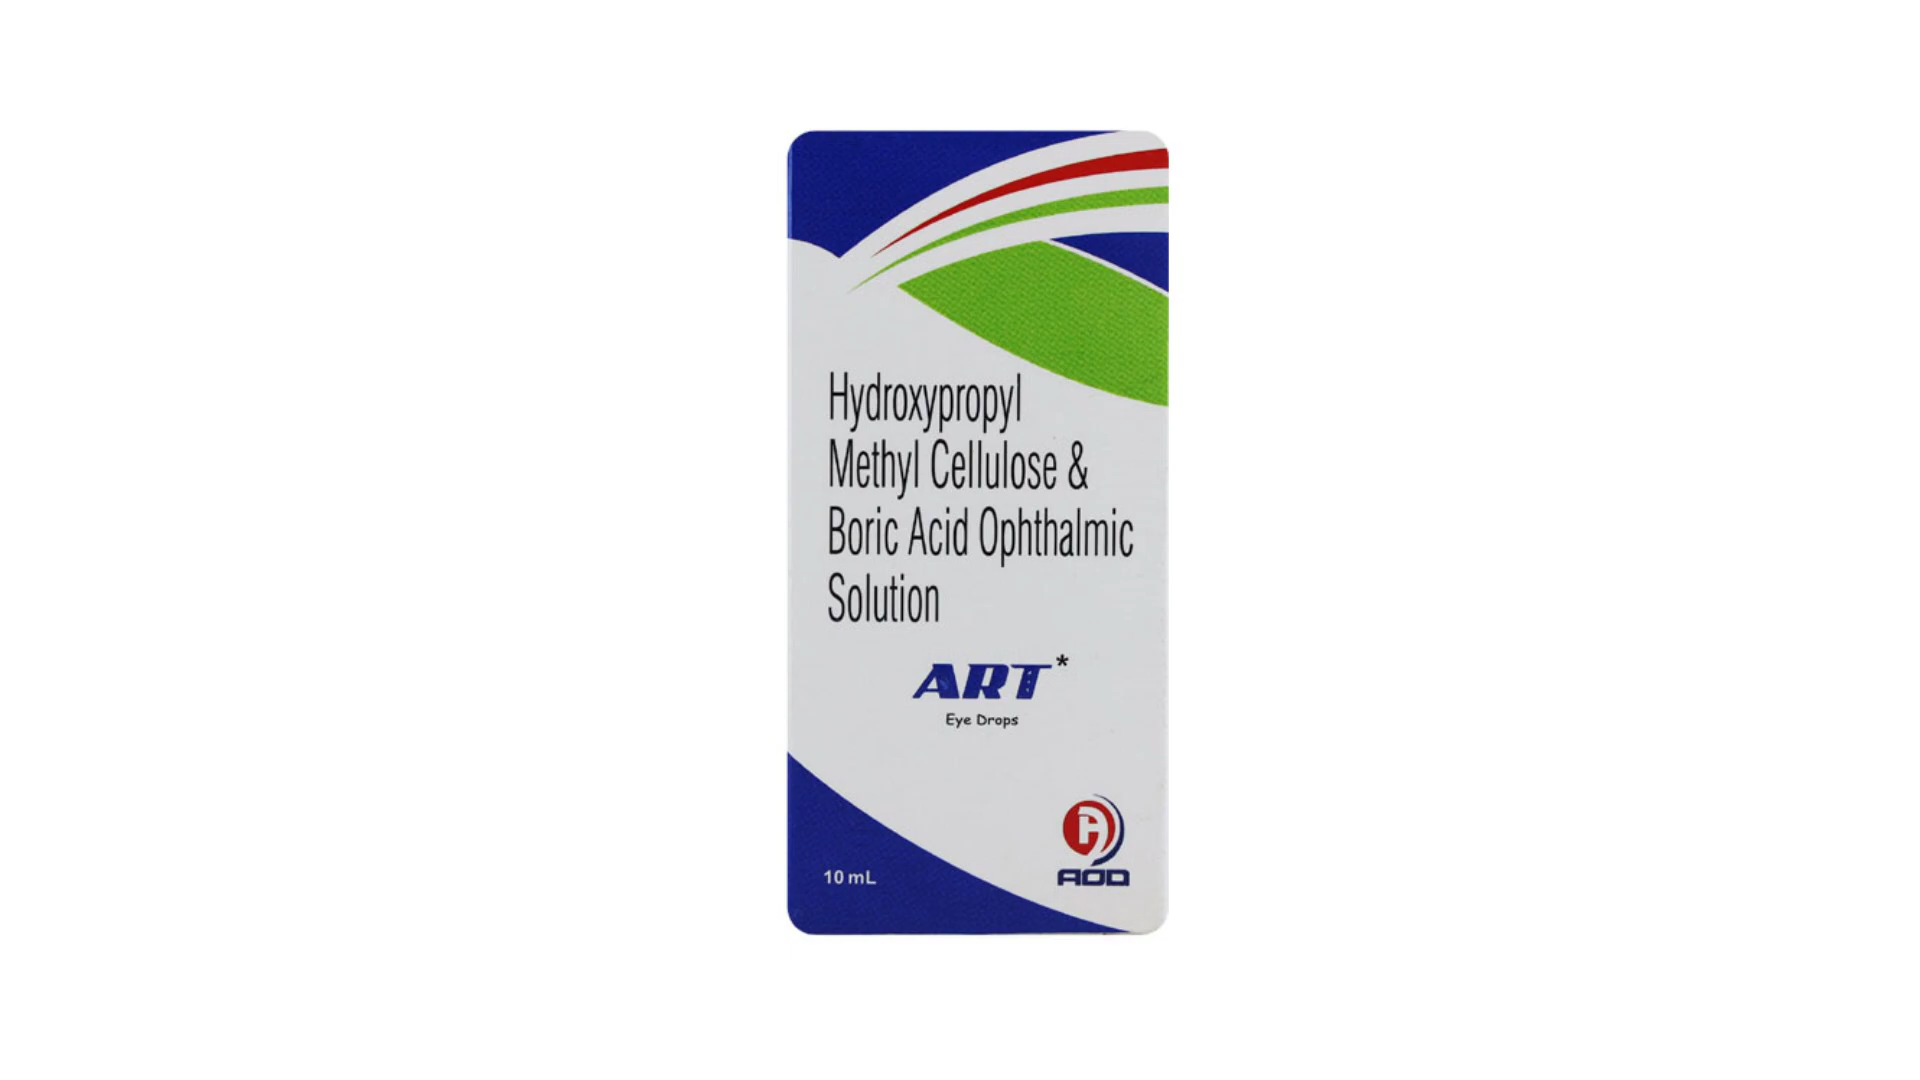 Hydroxypropyl
Methyl Cellulose &
Boric Acid Ophthalmic
Solution
ART*
Eye Drops
10 mL
AOD